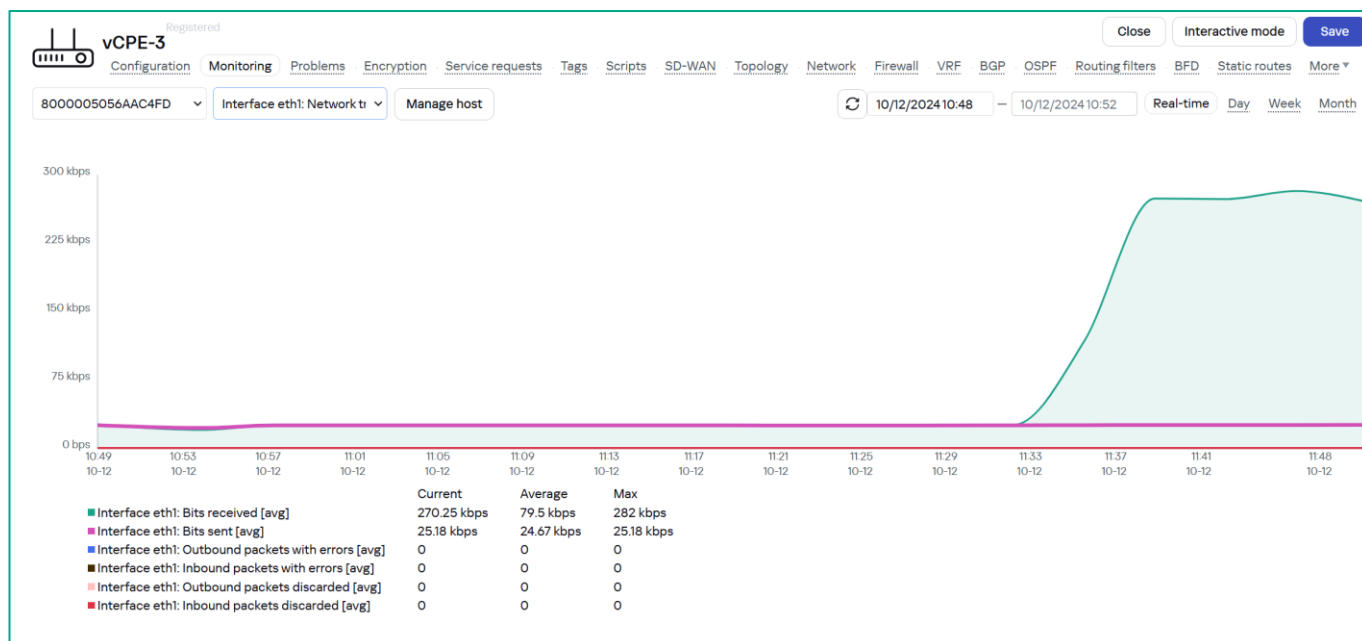 Registered
vCPE-3
Close Interactive mode Save
Configuration Monitoring Problems Encryption Service requests Tags Scripts SD-WAN Topology Network Firewall VRF BGP OSPF Routing filters BFD Static routes More
8000005056AAC4FD Interface eth1: Network tr Manage host 10/12/2024 10:48 — 10/12/2024 10:52 Real-time Day Week Month
300 kbps
225 kbps
150 kbps
75 kbps
0 bps
10:49 10:53 10:57 11:01 11:05 11:09 11:13 11:17 11:21 11:25 11:29 11:33 11:37 11:41 11:48
10-12 10-12 10-12 10-12 10-12 10-12 10-12 10-12 10-12 10-12 10-12 10-12 10-12 10-12 10-12
Current Average Max
Interface eth1: Bits received [avg] 270.25 kbps 79.5 kbps 282 kbps
Interface eth1: Bits sent [avg] 25.18 kbps 24.67 kbps 25.18 kbps
Interface eth1: Outbound packets with errors [avg] 0 0 0
Interface eth1: Inbound packets with errors [avg] 0 0 0
Interface eth1: Outbound packets discarded [avg] 0 0 0
Interface eth1: Inbound packets discarded [avg] 0 0 0